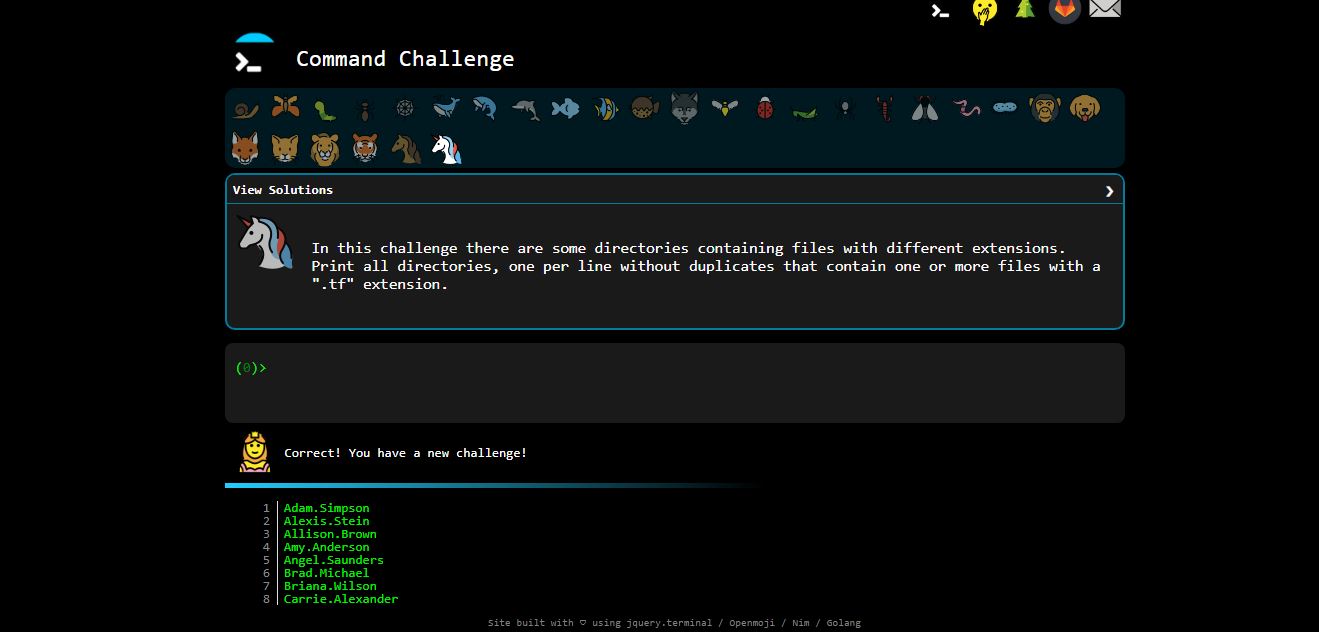 Command Challenge
View Solutions
In this challenge there are some directories containing files with different extensions.
Print all directories, one per line without duplicates that contain one or more files with a
".tf" extension.
(0)>
Correct! You have a new challenge!
1 Adam.Simpson
2 Alexis.Stein
3 Allison.Brown
4 Amy.Anderson
5 Angel.Saunders
6 Brad.Michael
7 Briana.Wilson
8 Carrie.Alexander
Site built with ♡ using jquery.terminal / Openmoji / Nim / Golang